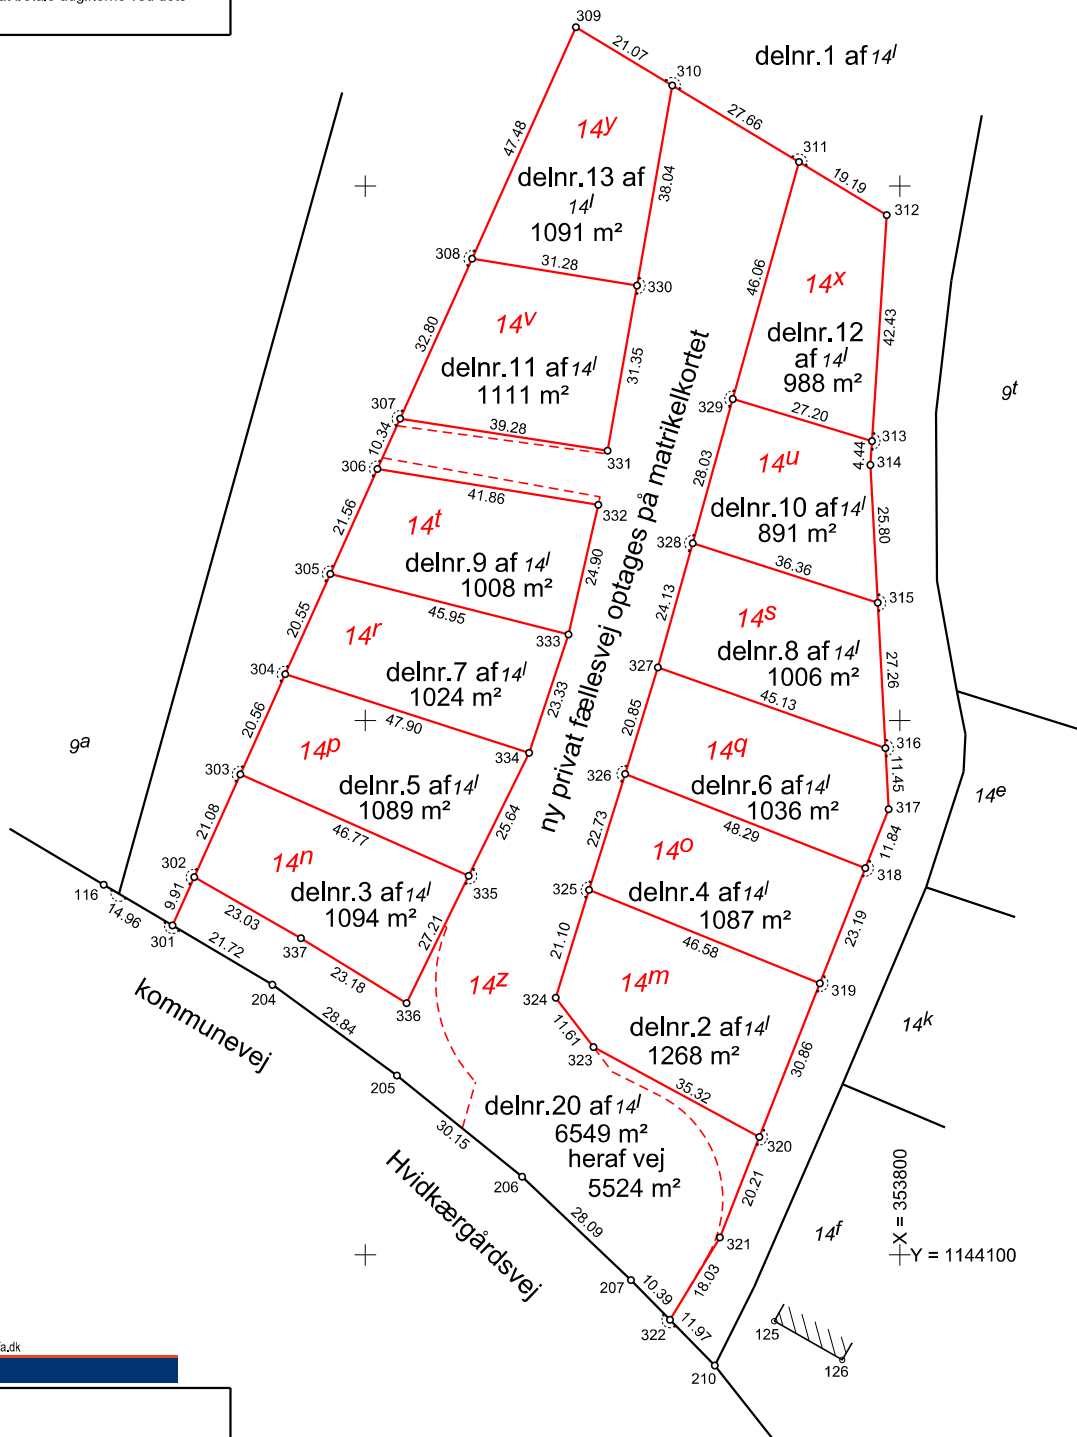 309
21.07
310
delnr.1 af 14l
27.66
311
19.19
312
47.48
14y
delnr.13 af
14l
1091 m²
38.04
308
31.28
330
46.06
14x
delnr.12
af 14l
988 m²
42.43
32.80
14v
delnr.11 af 14l
1111 m²
31.35
9t
307
39.28
331
329
27.20
313
10.34
306
4.44
314
41.86
332
28.03
14u
delnr.10 af 14l
891 m²
25.80
21.56
14t
delnr.9 af 14l
1008 m²
24.90
328
36.36
315
305
45.95
333
24.13
14s
delnr.8 af 14l
1006 m²
27.26
20.55
14r
delnr.7 af 14l
1024 m²
23.33
327
45.13
316
304
47.90
334
ny privat fællesvej optages på matrikelkortet
20.85
14q
delnr.6 af 14l
1036 m²
11.45
317
9a
20.56
14p
delnr.5 af 14l
1089 m²
25.64
326
48.29
11.84
318
14e
303
46.77
335
22.73
14o
delnr.4 af 14l
1087 m²
23.19
21.08
14n
delnr.3 af 14l
1094 m²
27.21
325
46.58
319
302
116
9.91
14.96
301
23.03
337
23.18
336
21.72
204
14z
21.10
14m
delnr.2 af 14l
1268 m²
30.86
14k
324
11.61
323
35.32
320
kommunevej
28.84
205
delnr.20 af 14l
6549 m²
heraf vej
5524 m²
30.15
206
20.21
321
14f
X = 353800
Y = 1144100
Hvidkærgårdsvej
28.09
207
10.39
18.03
322
11.97
210
125
126
fa.dk